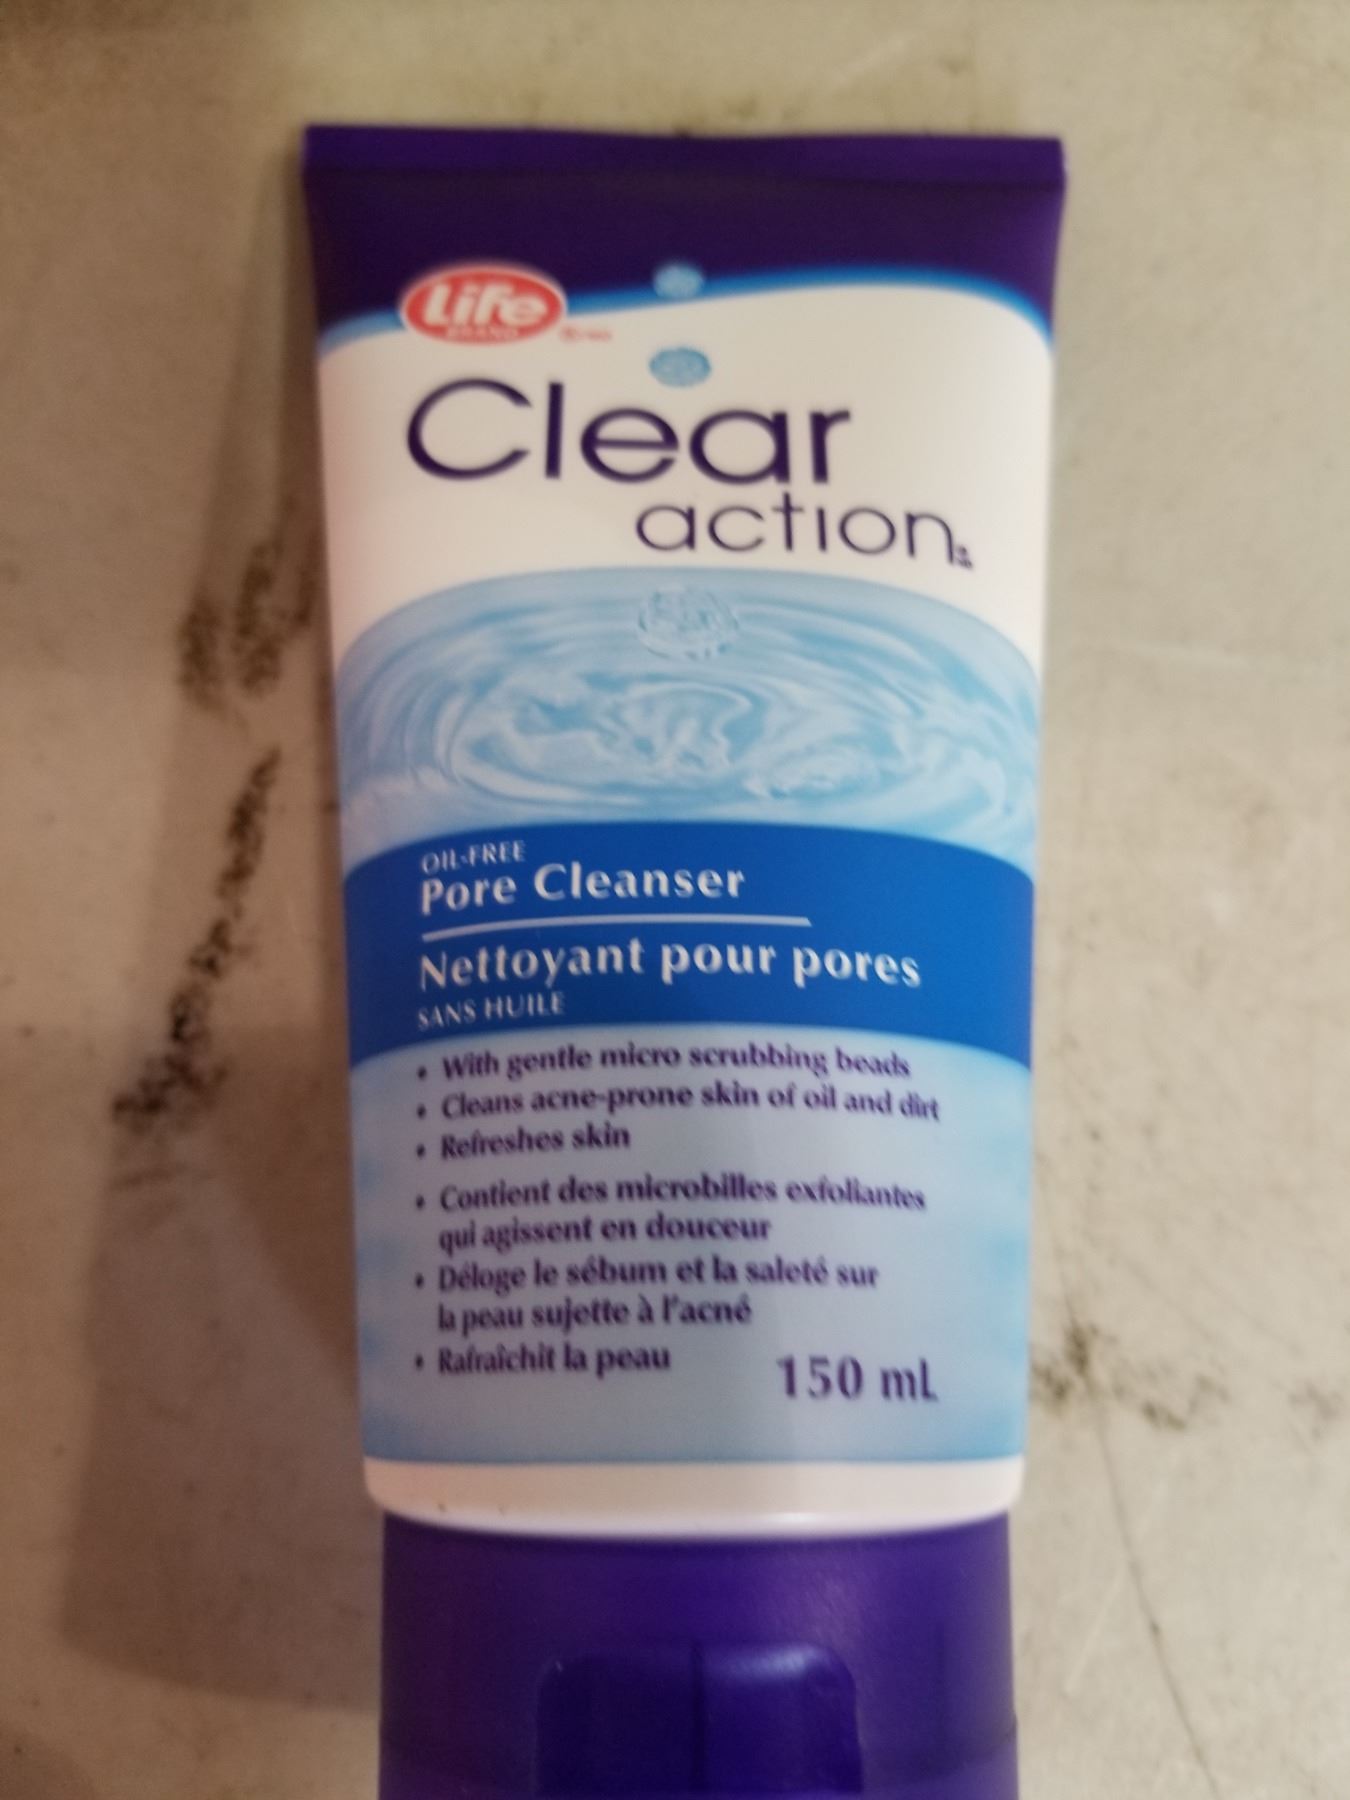 Life
BRAND
Clear
action
OIL-FREE
Pore Cleanser
Nettoyant pour pores
SANS HUILE
• With gentle micro scrubbing beads
• Cleans acne-prone skin of oil and dirt
• Refreshes skin
• Contient des microbilles exfoliantes
qui agissent en douceur
• Déloge le sébum et la saleté sur
la peau sujette à l'acné
• Rafraîchit la peau
150 mL